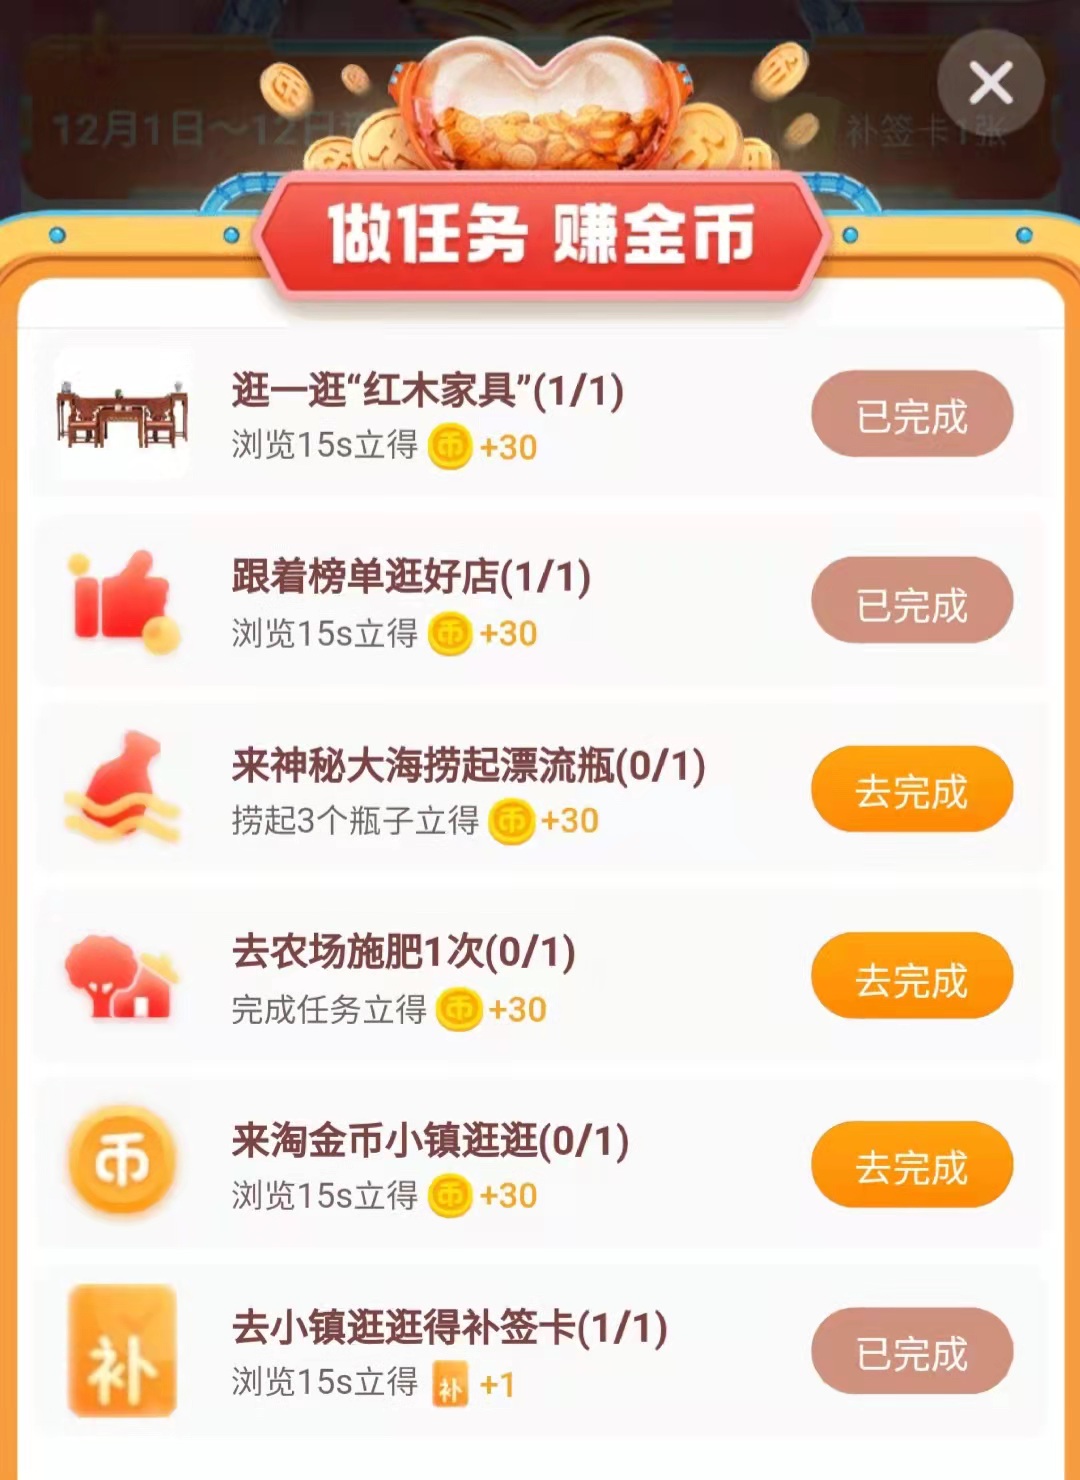 12月1日～12日
补签卡1张
做任务 赚金币
逛一逛“红木家具”(1/1)
浏览15s立得 币 +30
已完成
跟着榜单逛好店(1/1)
浏览15s立得 币 +30
已完成
来神秘大海捞起漂流瓶(0/1)
捞起3个瓶子立得 币 +30
去完成
去农场施肥1次(0/1)
完成任务立得 币 +30
去完成
币
来淘金币小镇逛逛(0/1)
浏览15s立得 币 +30
去完成
补
去小镇逛逛得补签卡(1/1)
浏览15s立得 补 +1
已完成